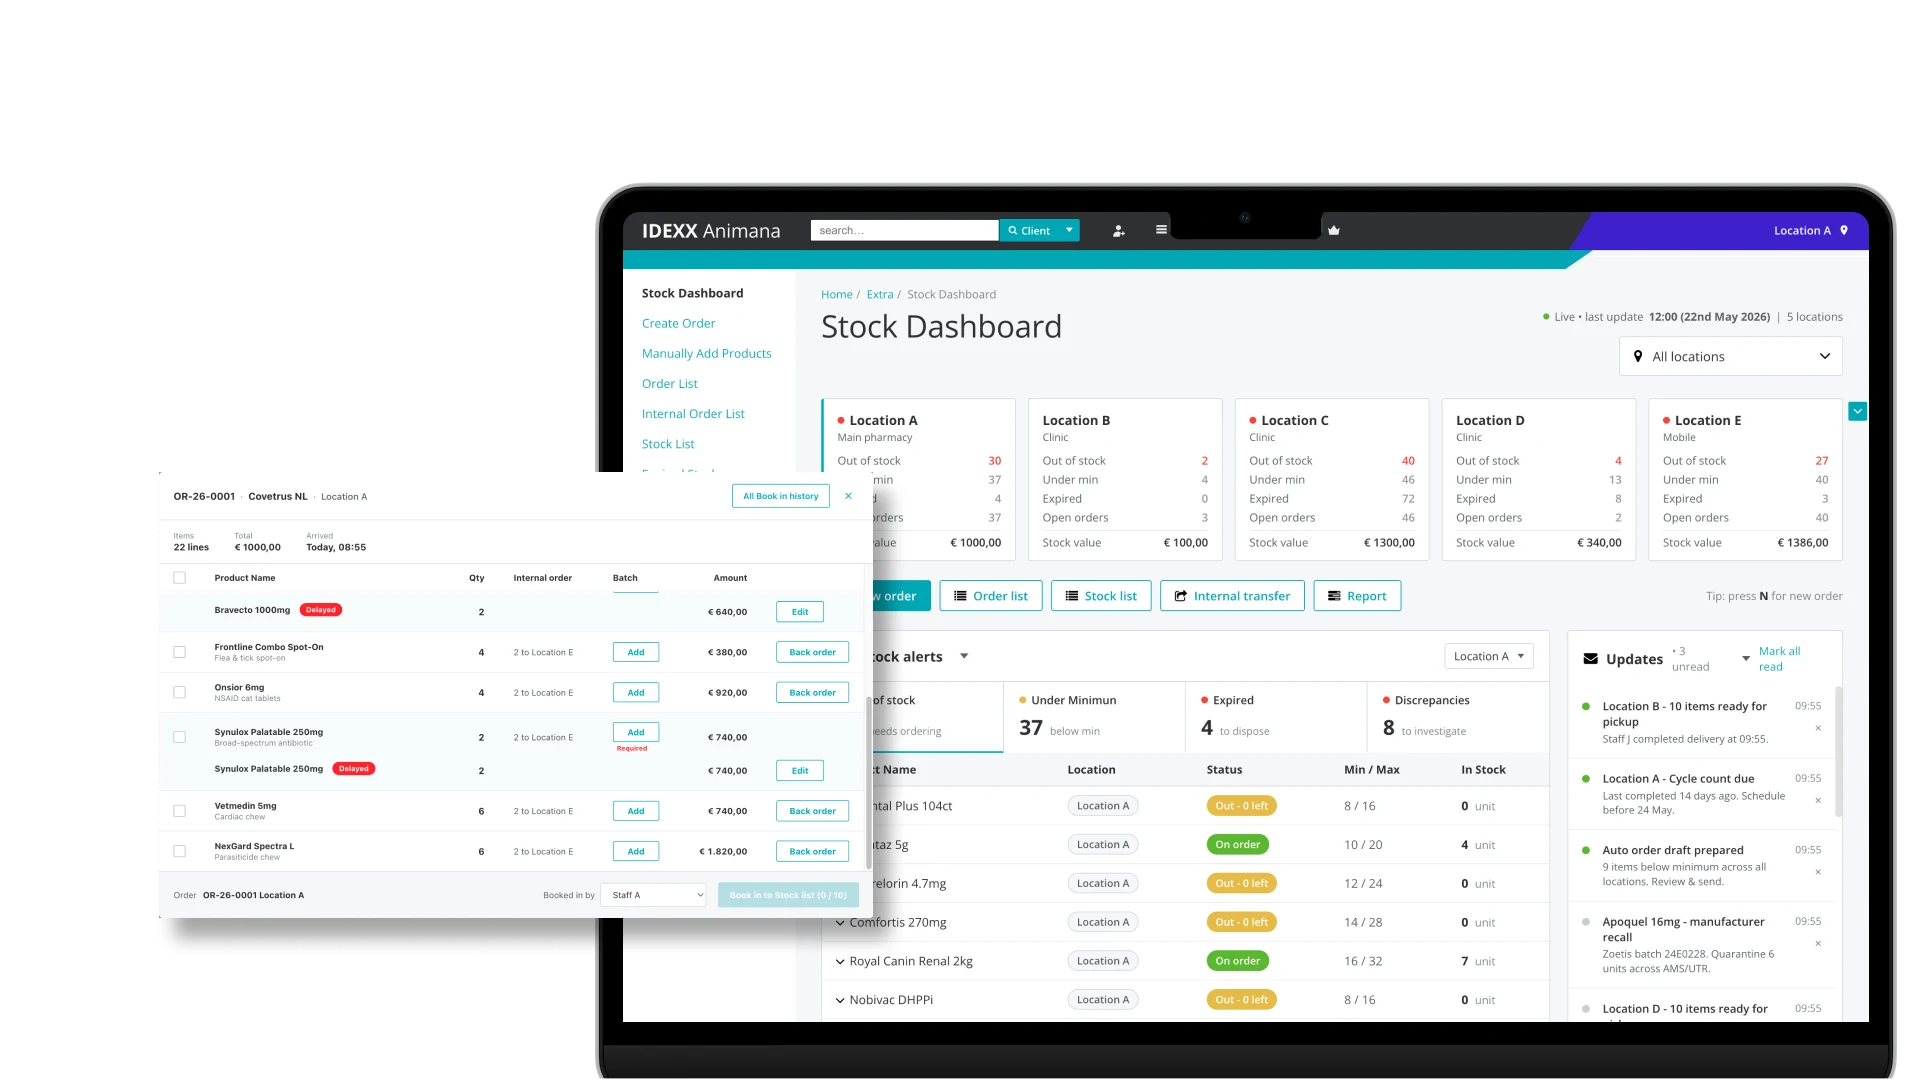 IDEXX Animana
search...
Client
Location A
Stock Dashboard
Create Order
Manually Add Products
Order List
Internal Order List
Stock List
Home / Extra / Stock Dashboard
Stock Dashboard
Live • last update 12:00 (22nd May 2026) | 5 locations
All locations
Location A
Main pharmacy
Out of stock 30
min 37
4
orders 37
value € 1000,00
Location B
Clinic
Out of stock 2
Under min 4
Expired 0
Open orders 3
Stock value € 100,00
Location C
Clinic
Out of stock 40
Under min 46
Expired 72
Open orders 46
Stock value € 1300,00
Location D
Clinic
Out of stock 4
Under min 13
Expired 8
Open orders 2
Stock value € 340,00
Location E
Mobile
Out of stock 27
Under min 40
Expired 3
Open orders 40
Stock value € 1386,00
order
Order list
Stock list
Internal transfer
Report
Tip: press N for new order
alerts
Location A
of stock
needs ordering
Under Minimun
37 below min
Expired
4 to dispose
Discrepancies
8 to investigate
Name Location Status Min / Max In Stock
Plus 104ct Location A Out - 0 left 8 / 16 0 unit
5g Location A On order 10 / 20 4 unit
4.7mg Location A Out - 0 left 12 / 24 0 unit
Comfortis 270mg Location A Out - 0 left 14 / 28 0 unit
Royal Canin Renal 2kg Location A On order 16 / 32 7 unit
Nobivac DHPPi Location A Out - 0 left 8 / 16 0 unit
Updates
• 3 unread
Mark all read
Location B - 10 items ready for 09:55
pickup
Staff J completed delivery at 09:55.
Location A - Cycle count due 09:55
Last completed 14 days ago. Schedule
before 24 May.
Auto order draft prepared 09:55
9 items below minimum across all
locations. Review & send.
Apoquel 16mg - manufacturer 09:55
recall
Zoetis batch 24E0228. Quarantine 6
units across AMS/UTR.
Location D - 10 items ready for 09:55
OR-26-0001 · Covetrus NL · Location A
All Book in history
Items Total Arrived
22 lines € 1000,00 Today, 08:55
Product Name Qty Internal order Batch Amount
Bravecto 1000mg Delayed 2 € 640,00 Edit
Frontline Combo Spot-On
Flea & tick spot-on
4 2 to Location E Add € 380,00 Back order
Onsior 6mg
NSAID cat tablets
4 2 to Location E Add € 920,00 Back order
Synulox Palatable 250mg
Broad-spectrum antibiotic
2 2 to Location E Add € 740,00
Required
Synulox Palatable 250mg Delayed 2 € 740,00 Edit
Vetmedin 5mg
Cardiac chew
6 2 to Location E Add € 740,00 Back order
NexGard Spectra L
Parasiticide chew
6 2 to Location E Add € 1.820,00 Back order
Order OR-26-0001 Location A
Booked in by Staff A
Book in to Stock list (0 / 10)